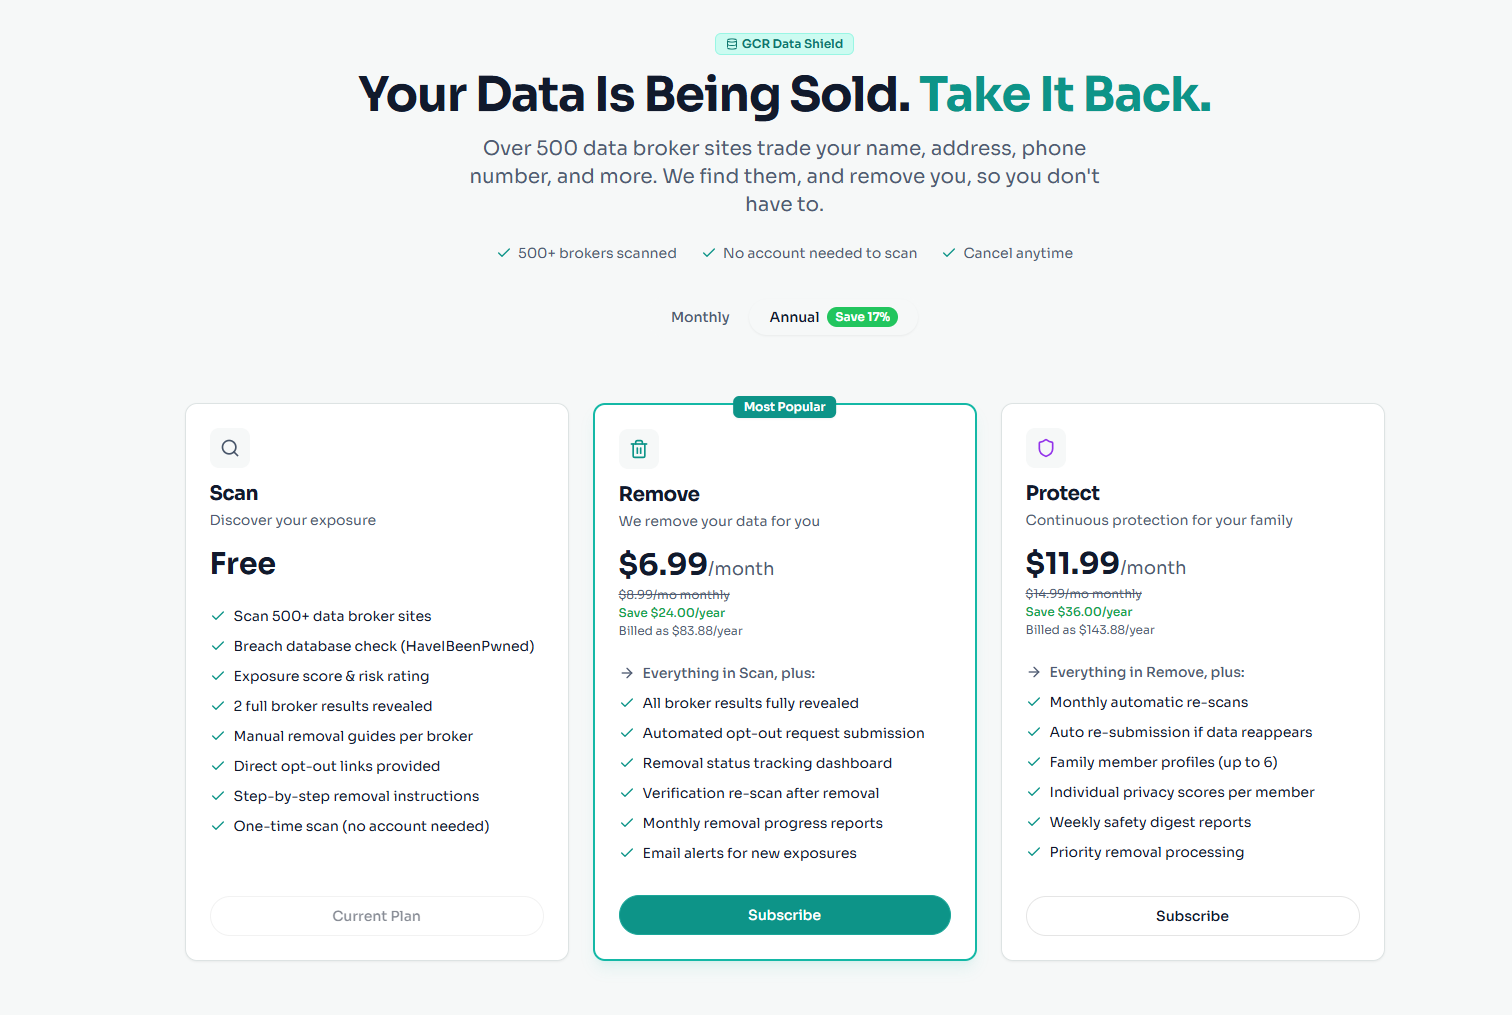 GCR Data Shield
Your Data Is Being Sold. Take It Back.
Over 500 data broker sites trade your name, address, phone
number, and more. We find them, and remove you, so you don't
have to.
500+ brokers scanned
No account needed to scan
Cancel anytime
Monthly
Annual
Save 17%
Scan
Discover your exposure
Free
Scan 500+ data broker sites
Breach database check (HaveIBeenPwned)
Exposure score & risk rating
2 full broker results revealed
Manual removal guides per broker
Direct opt-out links provided
Step-by-step removal instructions
One-time scan (no account needed)
Current Plan
Most Popular
Remove
We remove your data for you
$6.99/month
$8.99/mo monthly
Save $24.00/year
Billed as $83.88/year
Everything in Scan, plus:
All broker results fully revealed
Automated opt-out request submission
Removal status tracking dashboard
Verification re-scan after removal
Monthly removal progress reports
Email alerts for new exposures
Subscribe
Protect
Continuous protection for your family
$11.99/month
$14.99/mo monthly
Save $36.00/year
Billed as $143.88/year
Everything in Remove, plus:
Monthly automatic re-scans
Auto re-submission if data reappears
Family member profiles (up to 6)
Individual privacy scores per member
Weekly safety digest reports
Priority removal processing
Subscribe